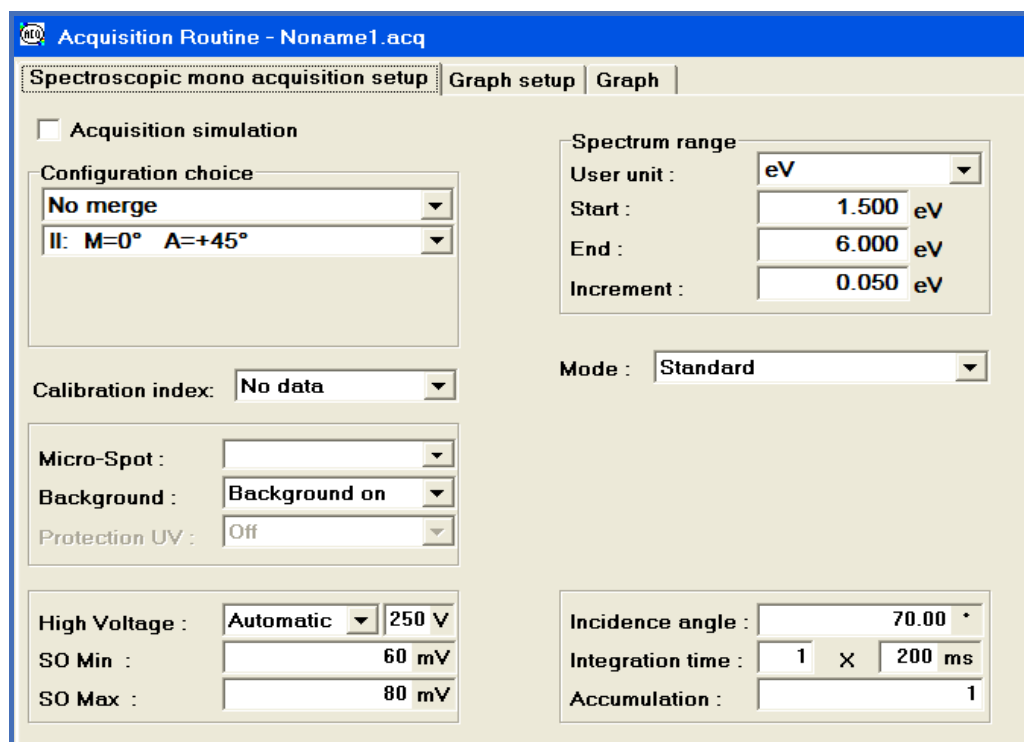 Acquisition Routine - Noname1.acq
Spectroscopic mono acquisition setup Graph setup Graph
Acquisition simulation
Configuration choice
No merge
II: M=0° A=+45°
Calibration index: No data
Micro-Spot :
Background : Background on
Protection UV : Off
High Voltage : Automatic 250 V
SO Min : 60 mV
SO Max : 80 mV
Spectrum range
User unit : eV
Start : 1.500 eV
End : 6.000 eV
Increment : 0.050 eV
Mode : Standard
Incidence angle : 70.00 °
Integration time : 1 X 200 ms
Accumulation : 1